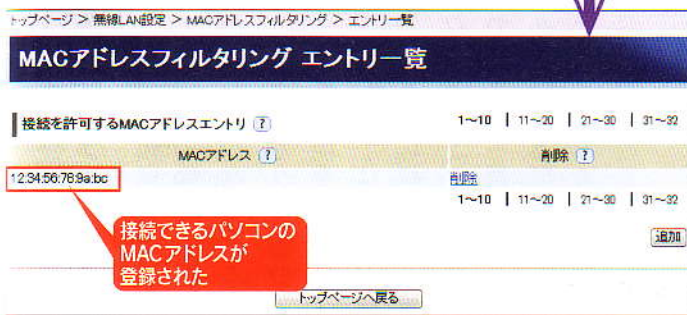 トップページ > 無線LAN設定 > MACアドレスフィルタリング > エントリ一覧
MACアドレスフィルタリング エントリ一覧
接続を許可するMACアドレスエントリ ?
1～10 | 11～20 | 21～30 | 31～32
MACアドレス ? 削除 ?
12:34:56:78:9a:bc 削除
1～10 | 11～20 | 21～30 | 31～32
接続できるパソコンの
MACアドレスが
登録された
追加
トップページへ戻る